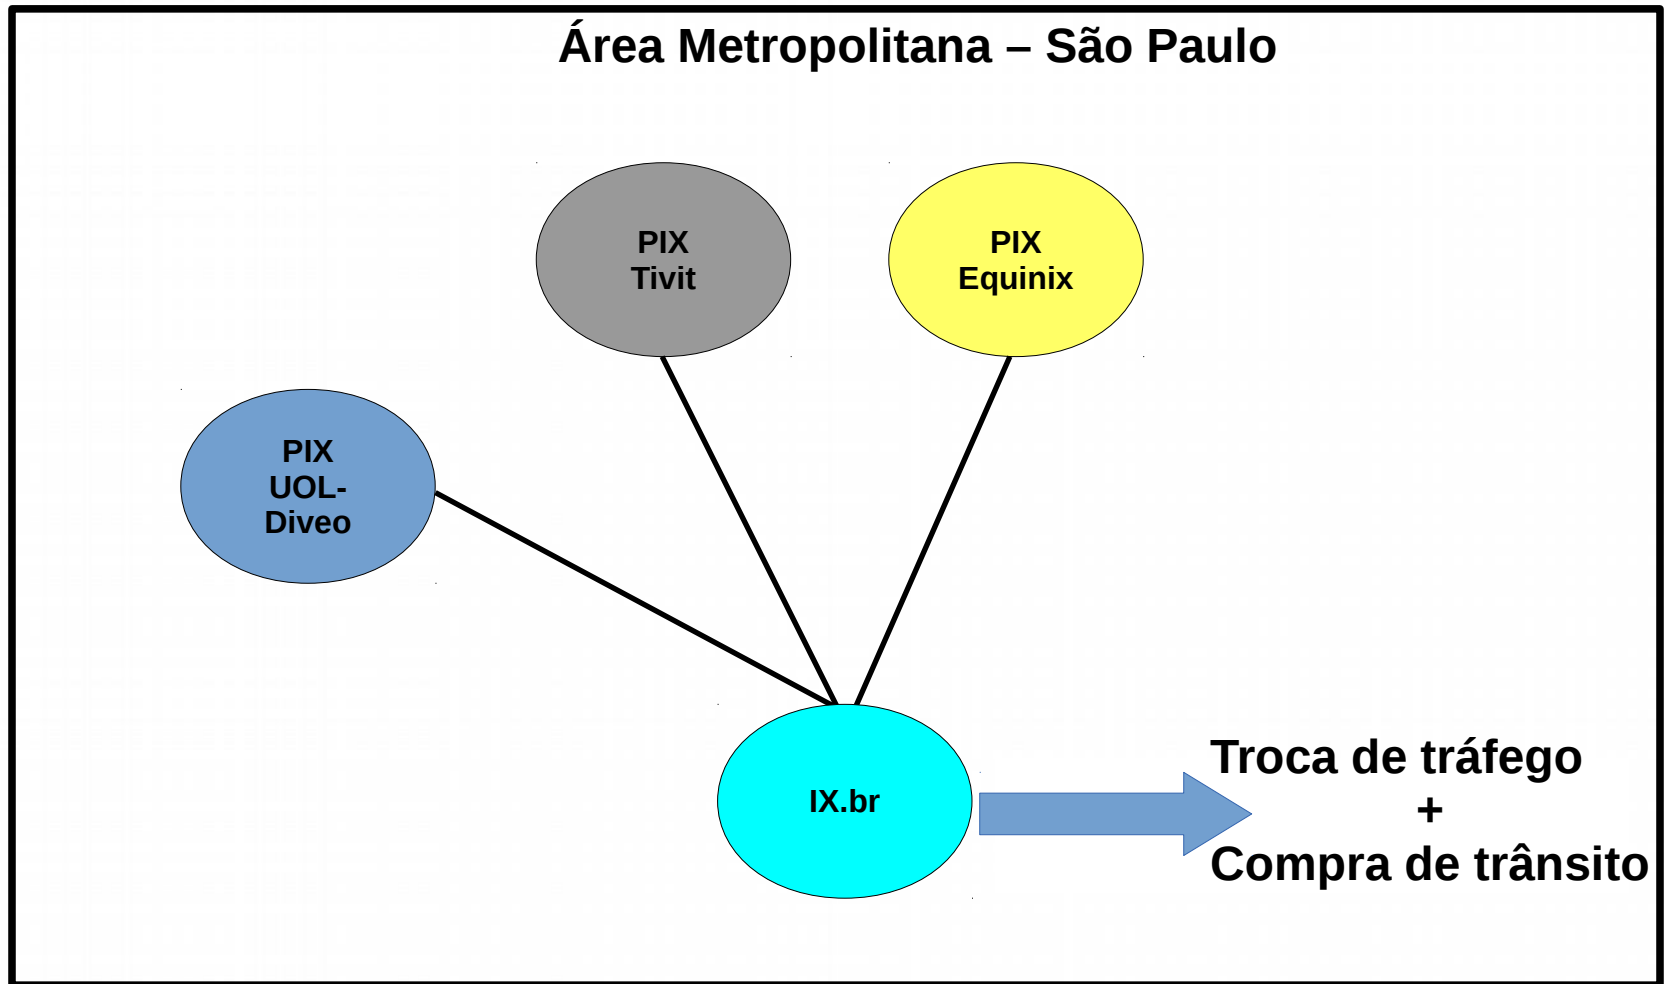 Área Metropolitana – São Paulo
PIX
Tivit
PIX
Equinix
PIX
UOL-
Diveo
IX.br
Troca de tráfego
+
Compra de trânsito